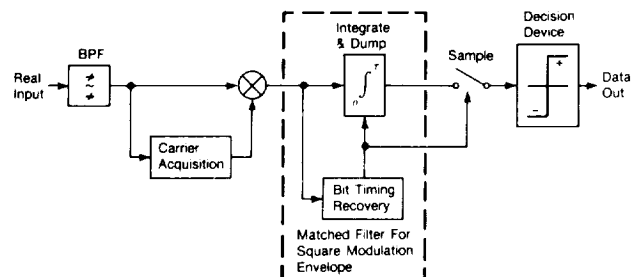 Integrate
& Dump
Decision
Device
BPF
Sample
Real
Input
≁
~
≁
T
∫
0
+
−
Data
Out
Carrier
Acquisition
Bit Timing
Recovery
Matched Filter For
Square Modulation
Envelope